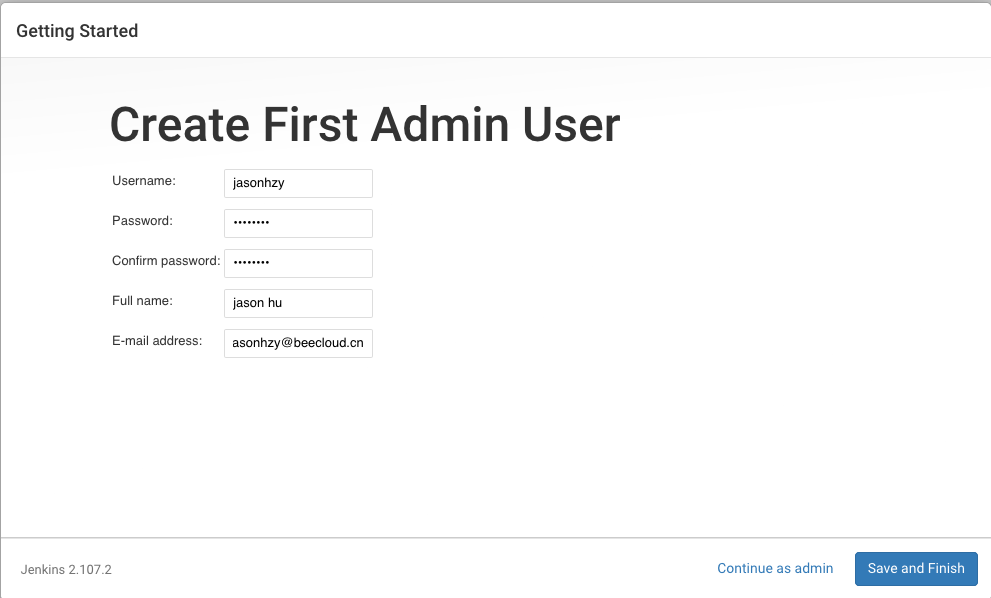 Getting Started
Create First Admin User
Username: jasonhzy
Password: ••••••••
Confirm password: ••••••••
Full name: jason hu
E-mail address: asonhzy@beecloud.cn
Jenkins 2.107.2 Continue as admin Save and Finish